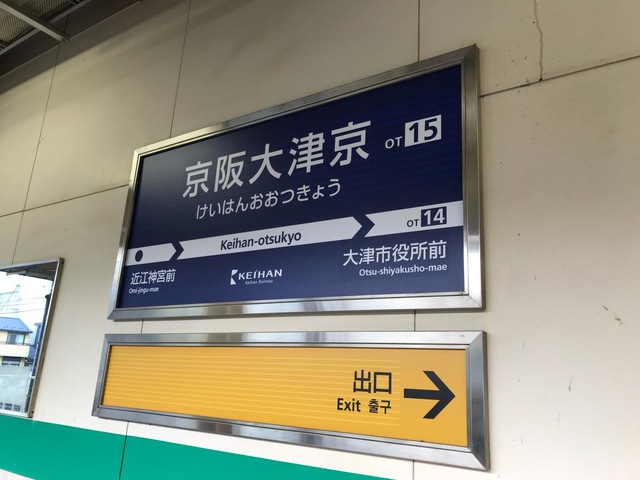 京阪大津京 OT 15
けいはんおおつきょう
Keihan-otsukyo
OT 14
近江神宮前
Omi-jingu-mae
KEIHAN
Keihan Railway
大津市役所前
Otsu-shiyakusho-mae
出口
Exit 출구